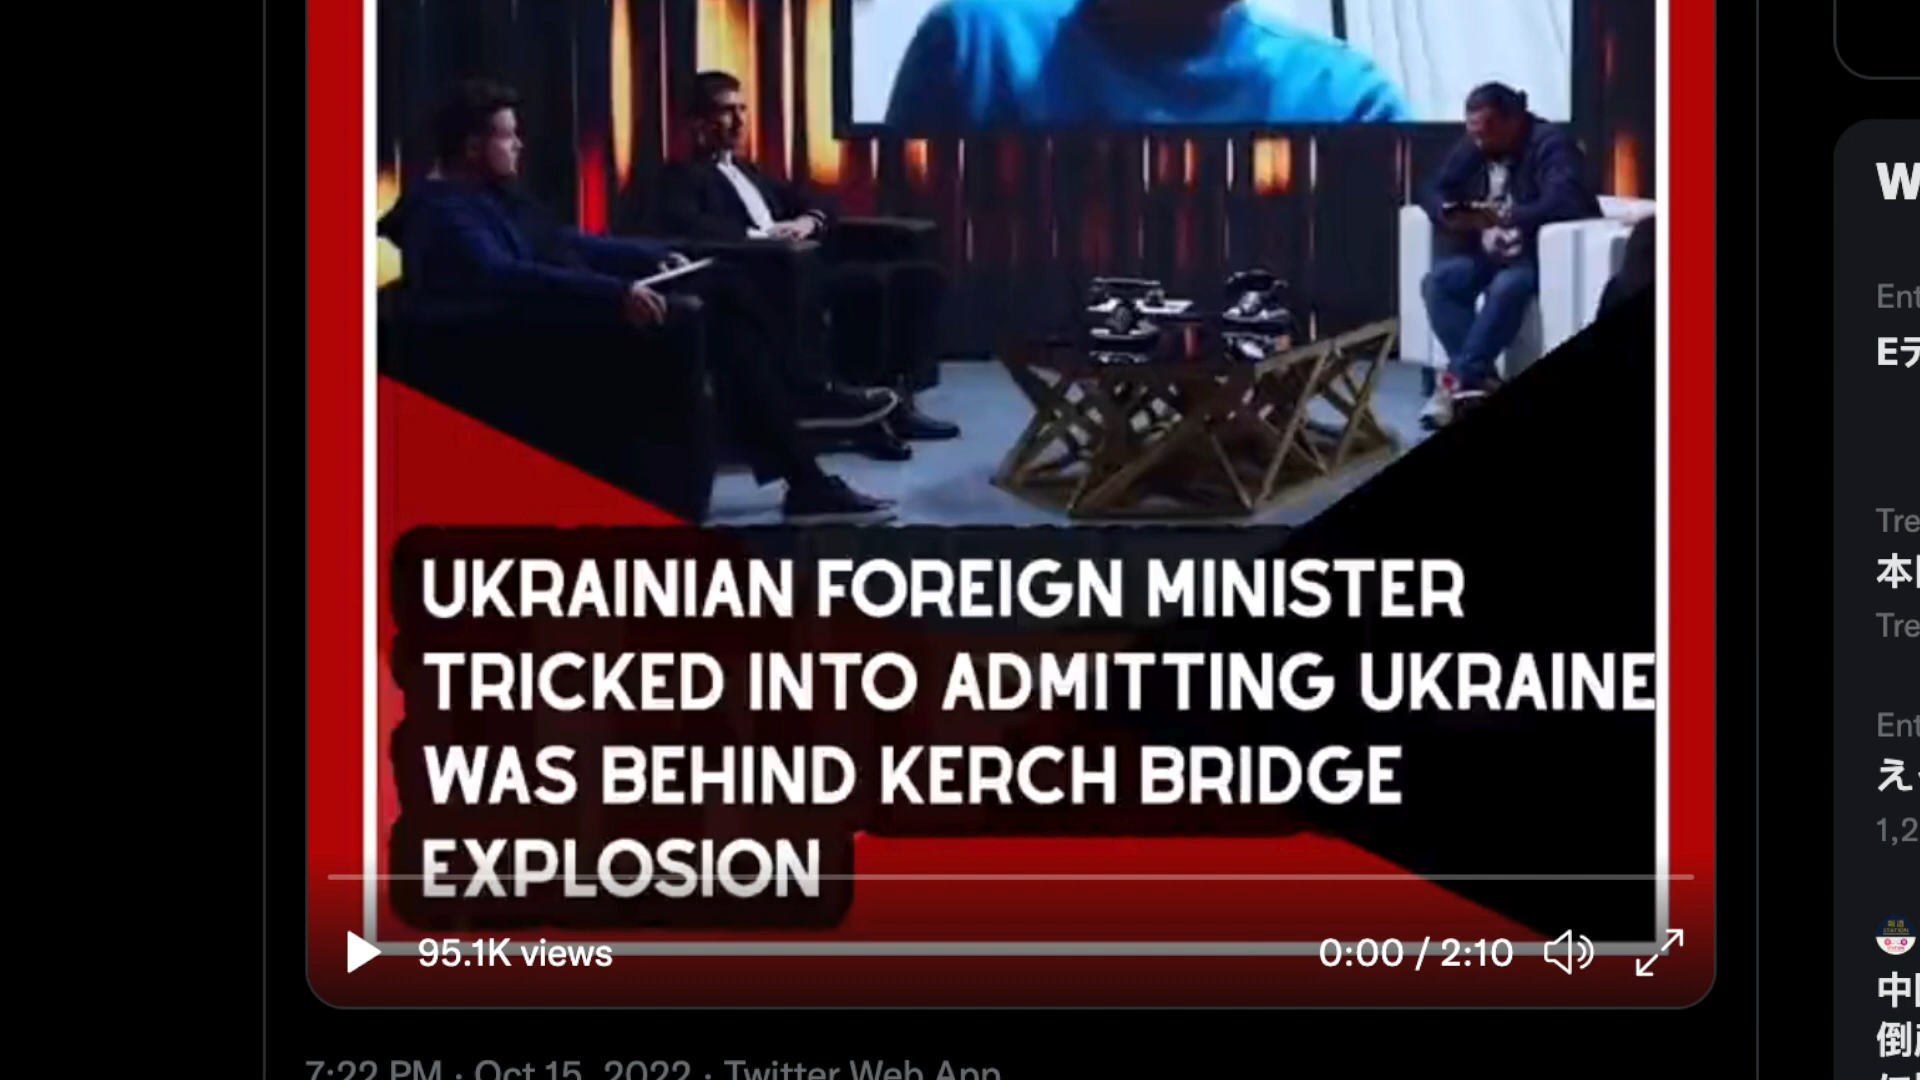 UKRAINIAN FOREIGN MINISTER
TRICKED INTO ADMITTING UKRAINE
WAS BEHIND KERCH BRIDGE
EXPLOSION
95.1K views
0:00 / 2:10
7:22 PM · Oct 15, 2022 · Twitter Web App
W
Ent
Eテ
Tre
本
Tre
Ent
え
1,2
中
倒